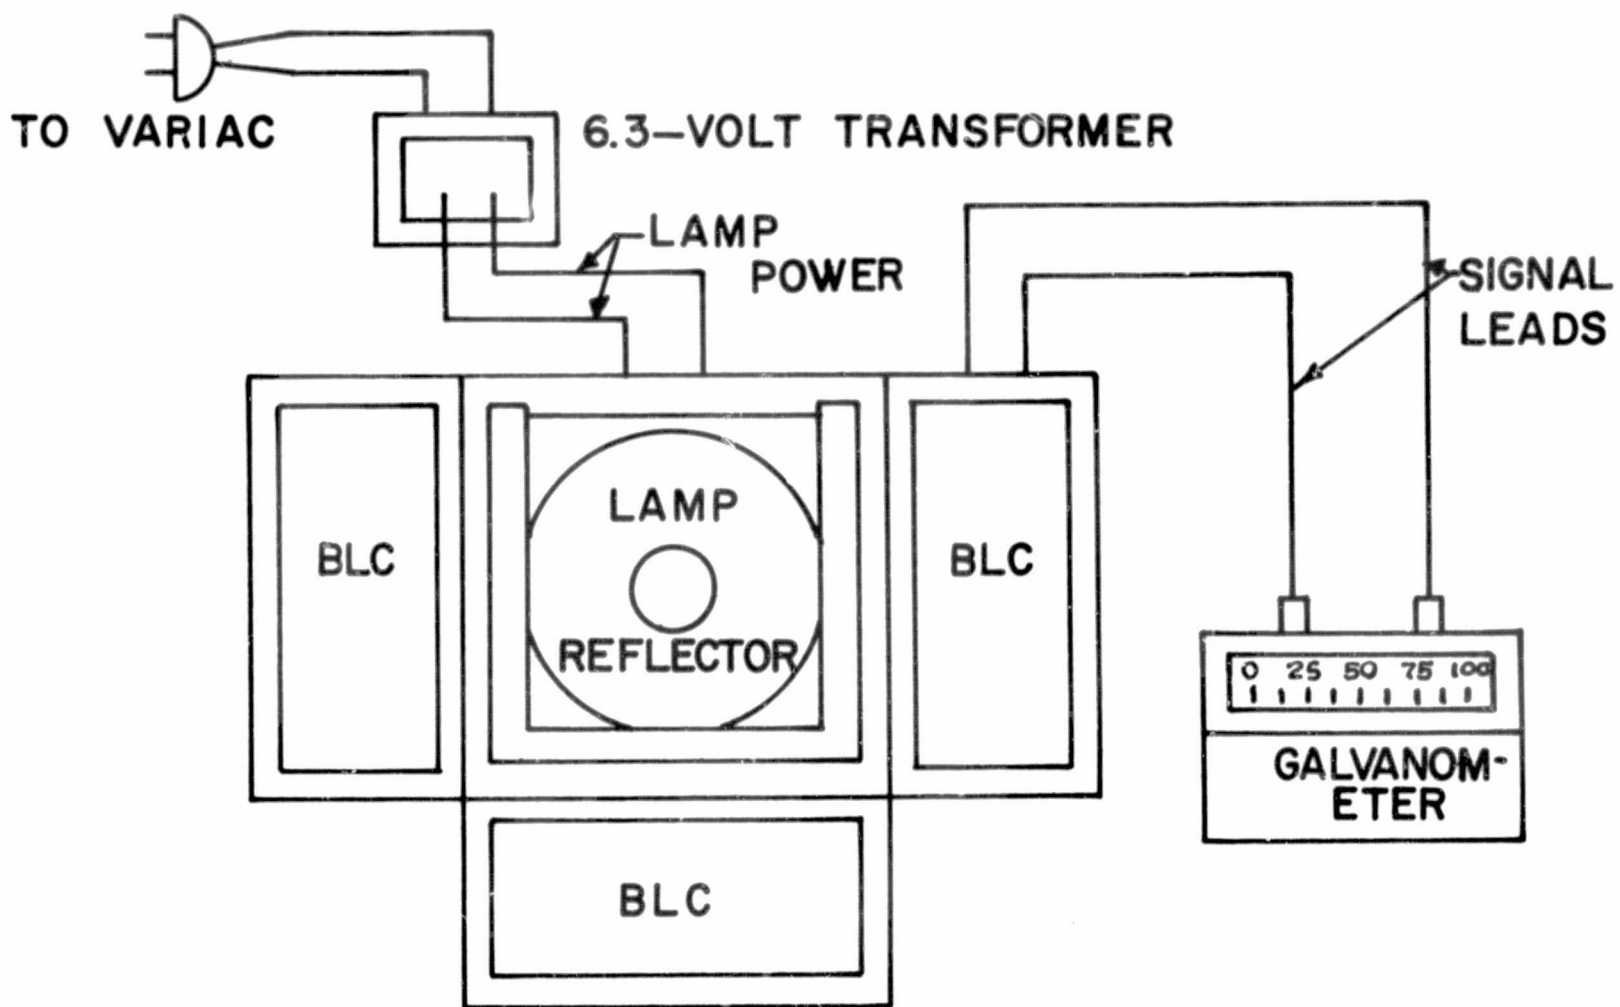 TO VARIAC
6.3–VOLT TRANSFORMER
LAMP
POWER
SIGNAL
LEADS
BLC
LAMP
REFLECTOR
BLC
0 25 50 75 100
GALVANOM-
ETER
BLC